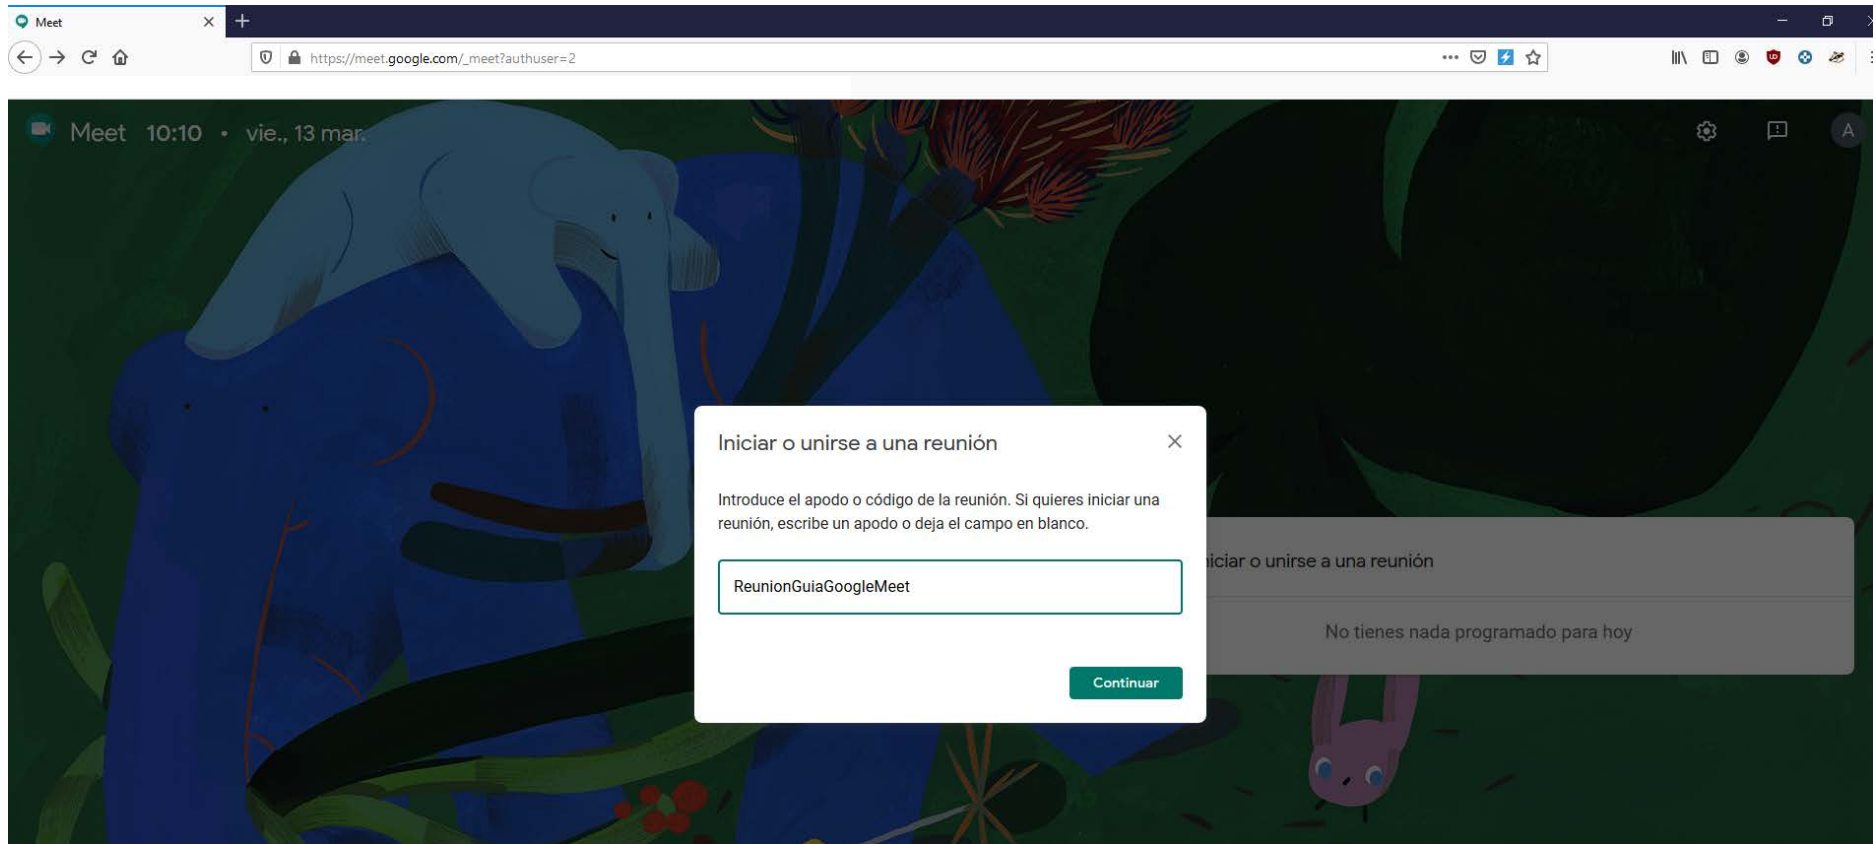 Meet
https://meet.google.com/_meet?authuser=2
Meet 10:10 • vie., 13 mar.
A
Iniciar o unirse a una reunión
Introduce el apodo o código de la reunión. Si quieres iniciar una
reunión, escribe un apodo o deja el campo en blanco.
ReunionGuiaGoogleMeet
Continuar
iciar o unirse a una reunión
No tienes nada programado para hoy